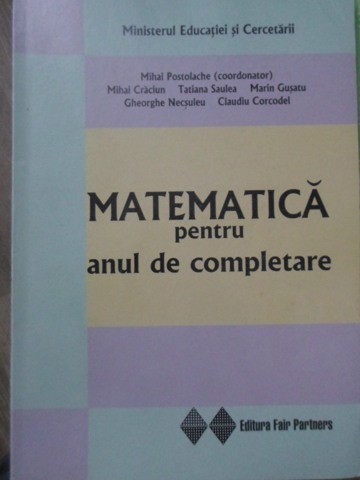 Ministerul Educației și Cercetării
Mihai Postolache (coordonator)
Mihai Crăciun Tatiana Saulea Marin Gușatu
Gheorghe Necșuleu Claudiu Corcodel
MATEMATICĂ
pentru
anul de completare
Editura Fair Partners